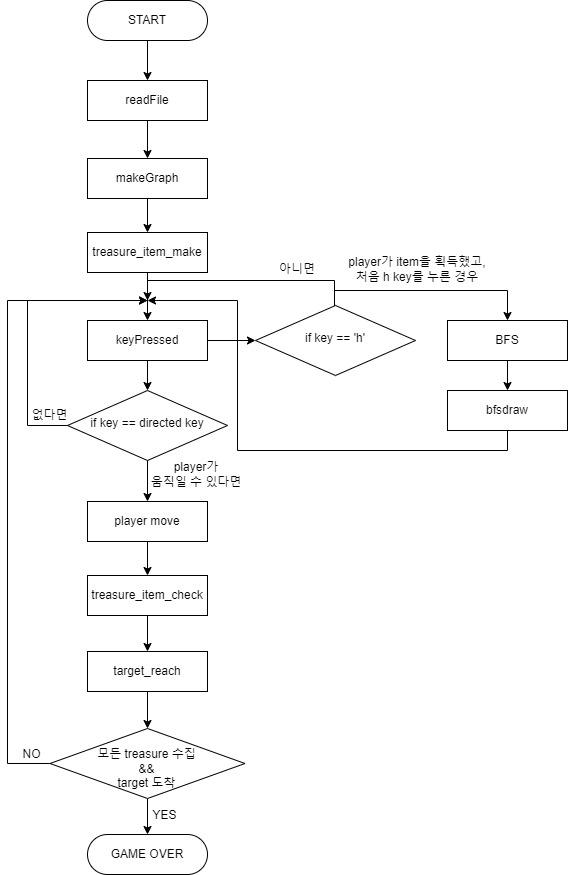 START
readFile
makeGraph
treasure_item_make
아니면
player가 item을 획득했고,
처음 h key를 누른 경우
keyPressed
if key == 'h'
BFS
bfsdraw
없다면
if key == directed key
player가
움직일 수 있다면
player move
treasure_item_check
target_reach
NO
모든 treasure 수집
&&
target 도착
YES
GAME OVER